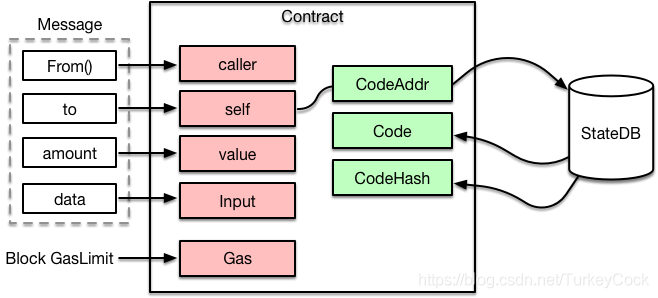 Message
Contract
From()
caller
to
self
CodeAddr
amount
value
Code
StateDB
data
Input
CodeHash
Block GasLimit
Gas
https://blog.csdn.net/TurkeyCock